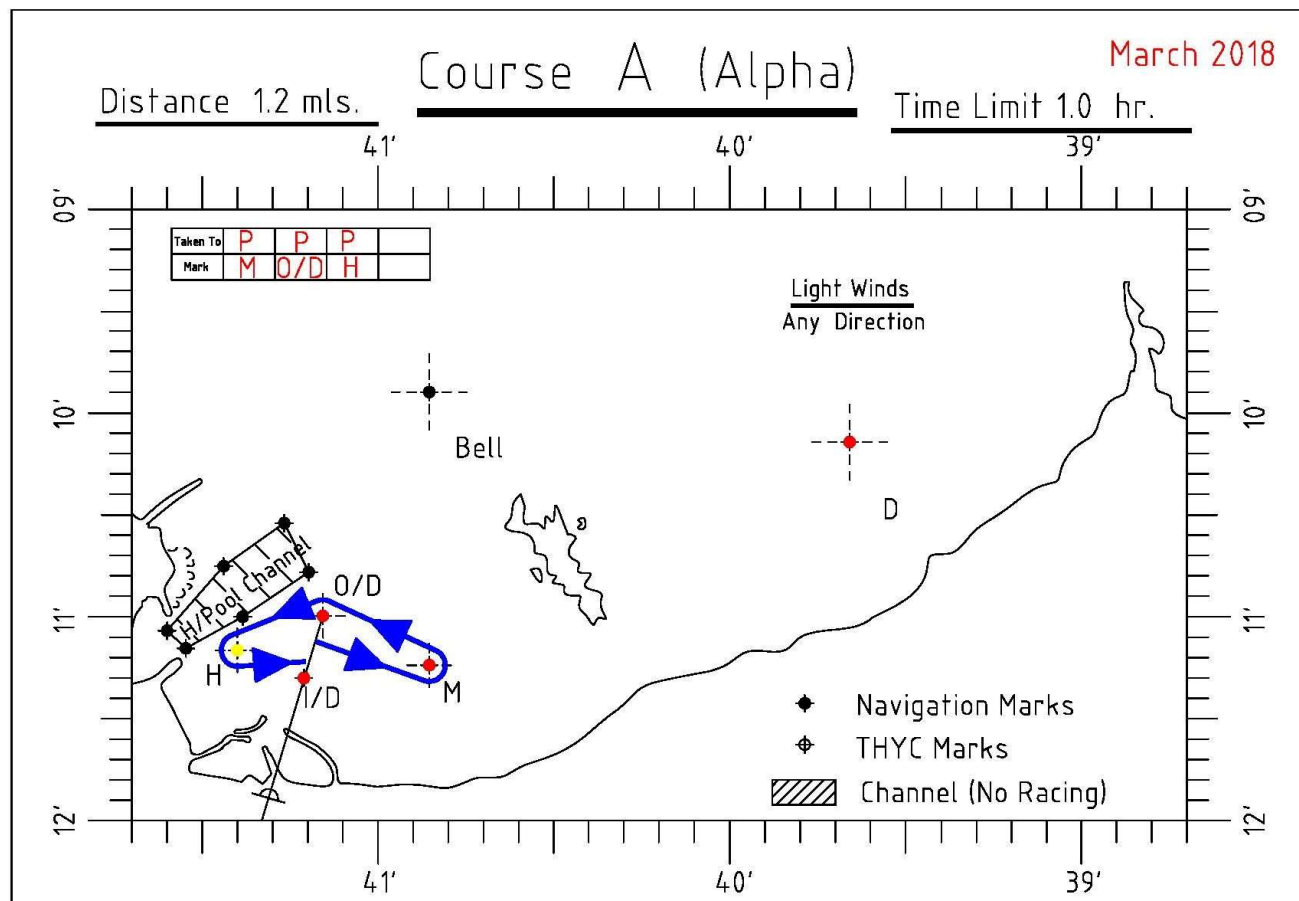 Course A (Alpha)
March 2018
Distance 1.2 mls.
Time Limit 1.0 hr.
41' 40' 39'
09' 09'
Taken To P P P
Mark M O/D H
Light Winds
Any Direction
10' 10'
Bell
D
H/Pool Channel
O/D
11' 11'
H I/D M
Navigation Marks
THYC Marks
Channel (No Racing)
12' 12'
41' 40' 39'